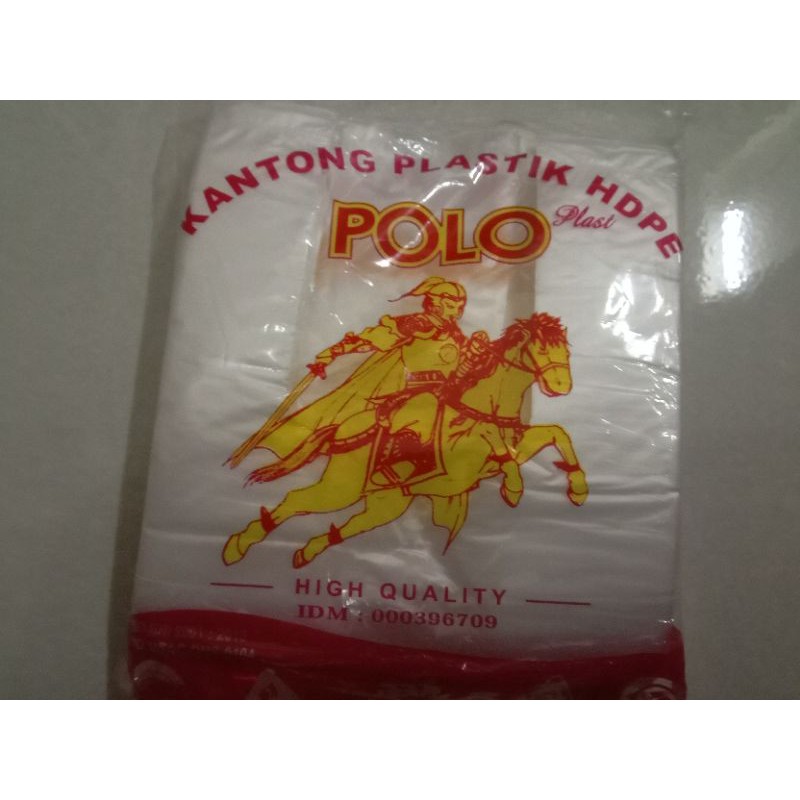 KANTONG PLASTIK HDPE
POLO Plast
HIGH QUALITY
IDM : 000396709